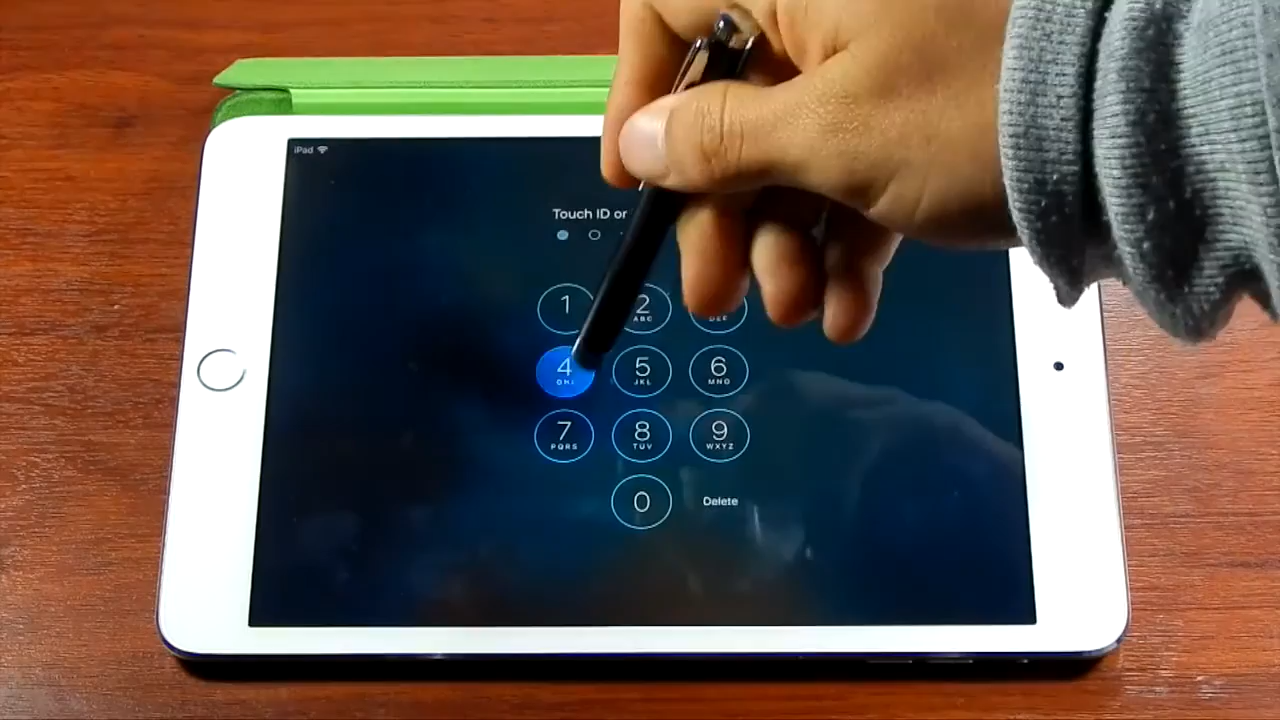 iPad
Touch ID or
1
2
ABC
DEF
4
GHI
5
JKL
6
MNO
7
PQRS
8
TUV
9
WXYZ
0
Delete